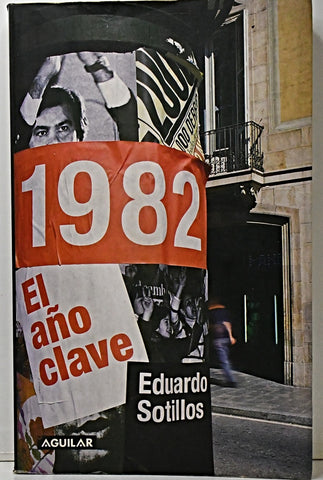 1982
El
año
clave
Eduardo
Sotillos
AGUILAR